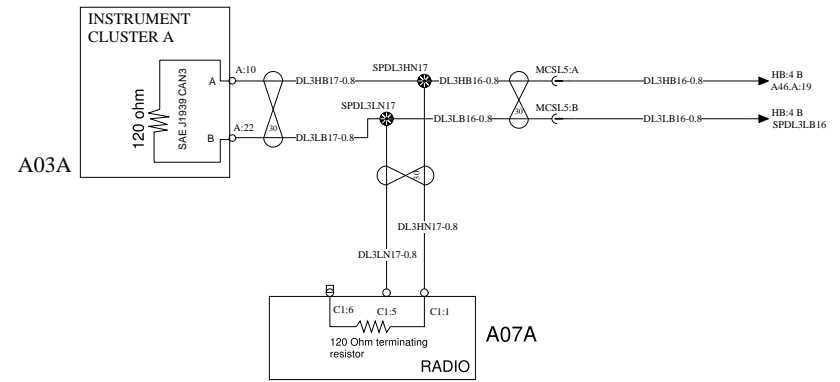 INSTRUMENT
CLUSTER A
A:10
A
120 ohm
SAE J1939 CAN3
B
A:22
A03A
30
DL3HB17-0.8
DL3LB17-0.8
SPDL3HN17
SPDL3LN17
DL3HB16-0.8
DL3LB16-0.8
30
MCSL5:A
MCSL5:B
DL3HB16-0.8
DL3LB16-0.8
HB:4 B
A46.A:19
HB:4 B
SPDL3LB16
30
DL3HN17-0.8
DL3LN17-0.8
C1:6
C1:5
C1:1
120 Ohm terminating
resistor
RADIO
A07A